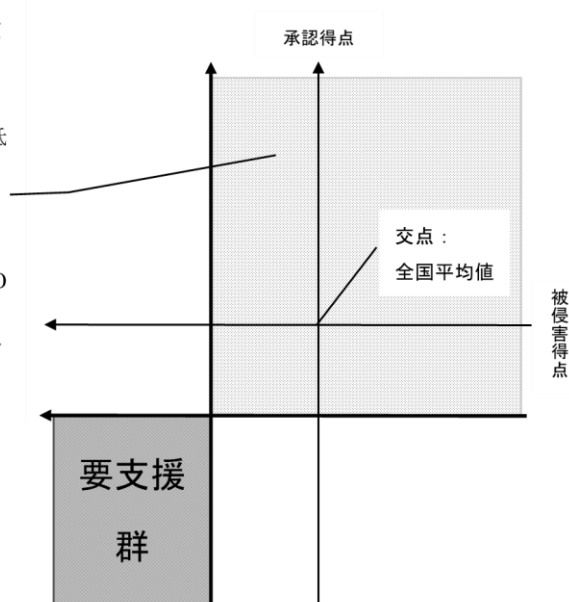 承認得点
交点：
全国平均値
被侵害得点
要支援
群